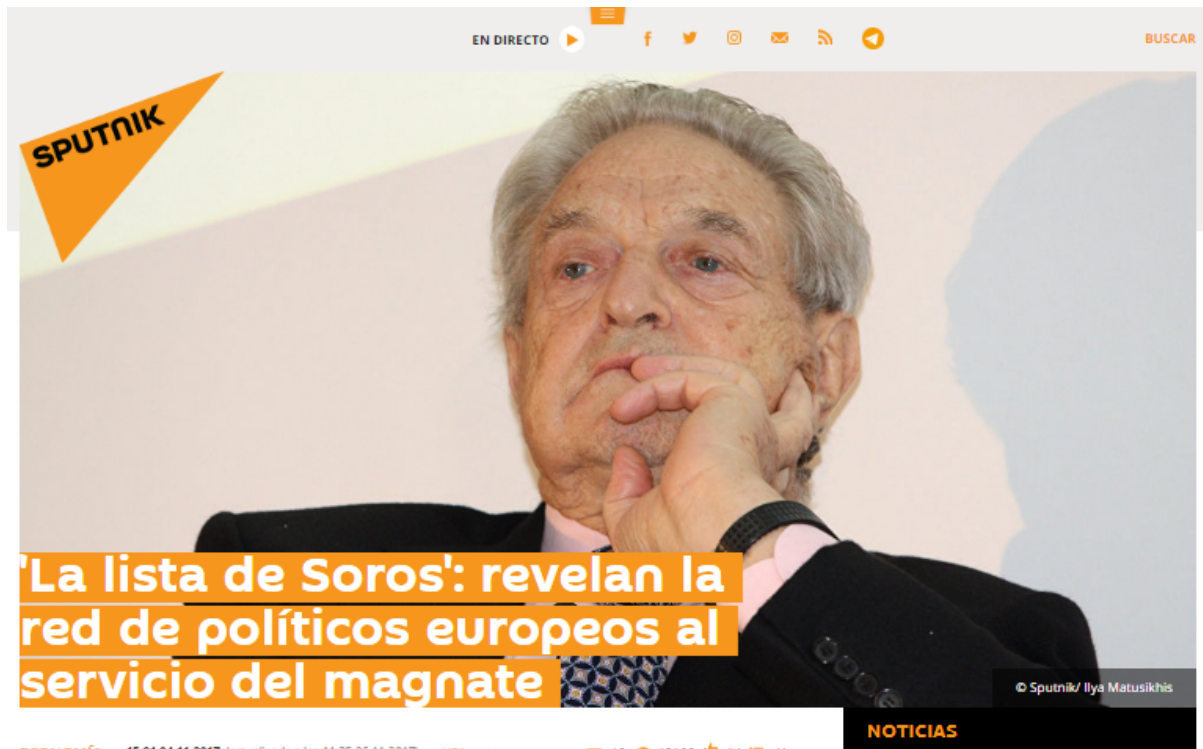 EN DIRECTO
BUSCAR
SPUTNIK
'La lista de Soros': revelan la
red de políticos europeos al
servicio del magnate
© Sputnik/ Ilya Matusikhis
NOTICIAS